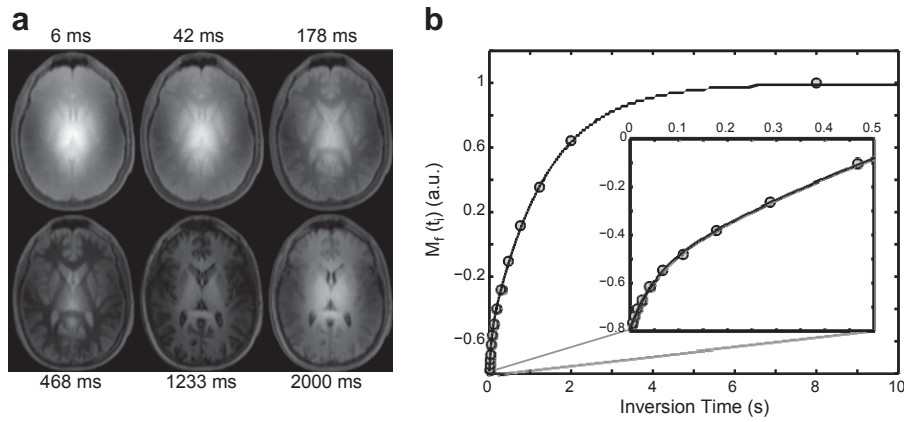 a
6 ms 42 ms 178 ms
468 ms 1233 ms 2000 ms
b
M_f (t_i) (a.u.)
1
0.6
0.2
−0.2
−0.6
0 2 4 6 8 10
Inversion Time (s)
0 0.1 0.2 0.3 0.4 0.5
0
−0.2
−0.4
−0.6
−0.8